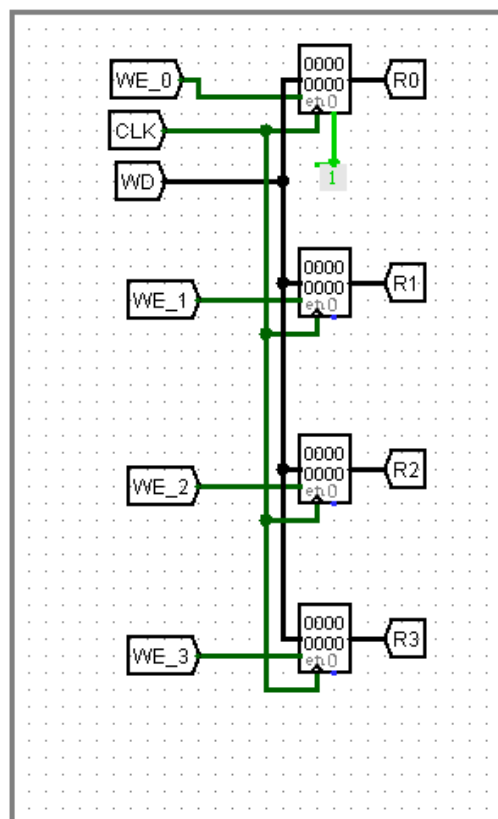 0000
WE_0 0000 R0
en 0
CLK
WD
1
0000
0000 R1
WE_1 en 0
0000
0000 R2
WE_2 en 0
0000
0000 R3
WE_3 en 0